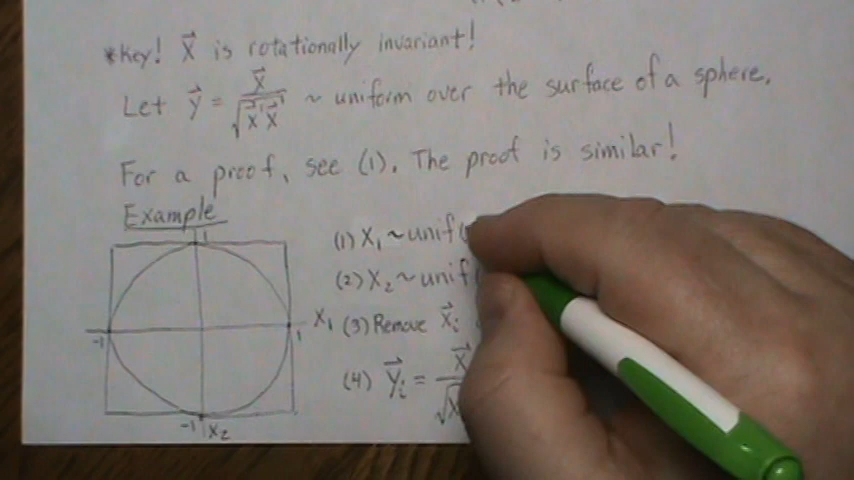 *Key! X⃗ is rotationally invariant!
Let y⃗ = X⃗ / √(X⃗'X⃗) ~ uniform over the surface of a sphere.
For a proof, see (1). The proof is similar!
Example
1
(1) X₁ ~ unif(
(2) X₂ ~ unif
-1 1 X₁ (3) Remove X⃗ᵢ
(4) Y⃗ᵢ = X⃗ / √X
-1 X₂